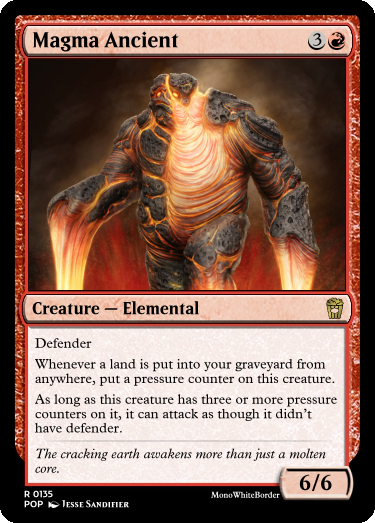 Magma Ancient 3
Creature — Elemental
Defender
Whenever a land is put into your graveyard from
anywhere, put a pressure counter on this creature.
As long as this creature has three or more pressure
counters on it, it can attack as though it didn't
have defender.
The cracking earth awakens more than just a molten
core.
6/6
R 0135 MonoWhiteBorder
POP Jesse Sandifier